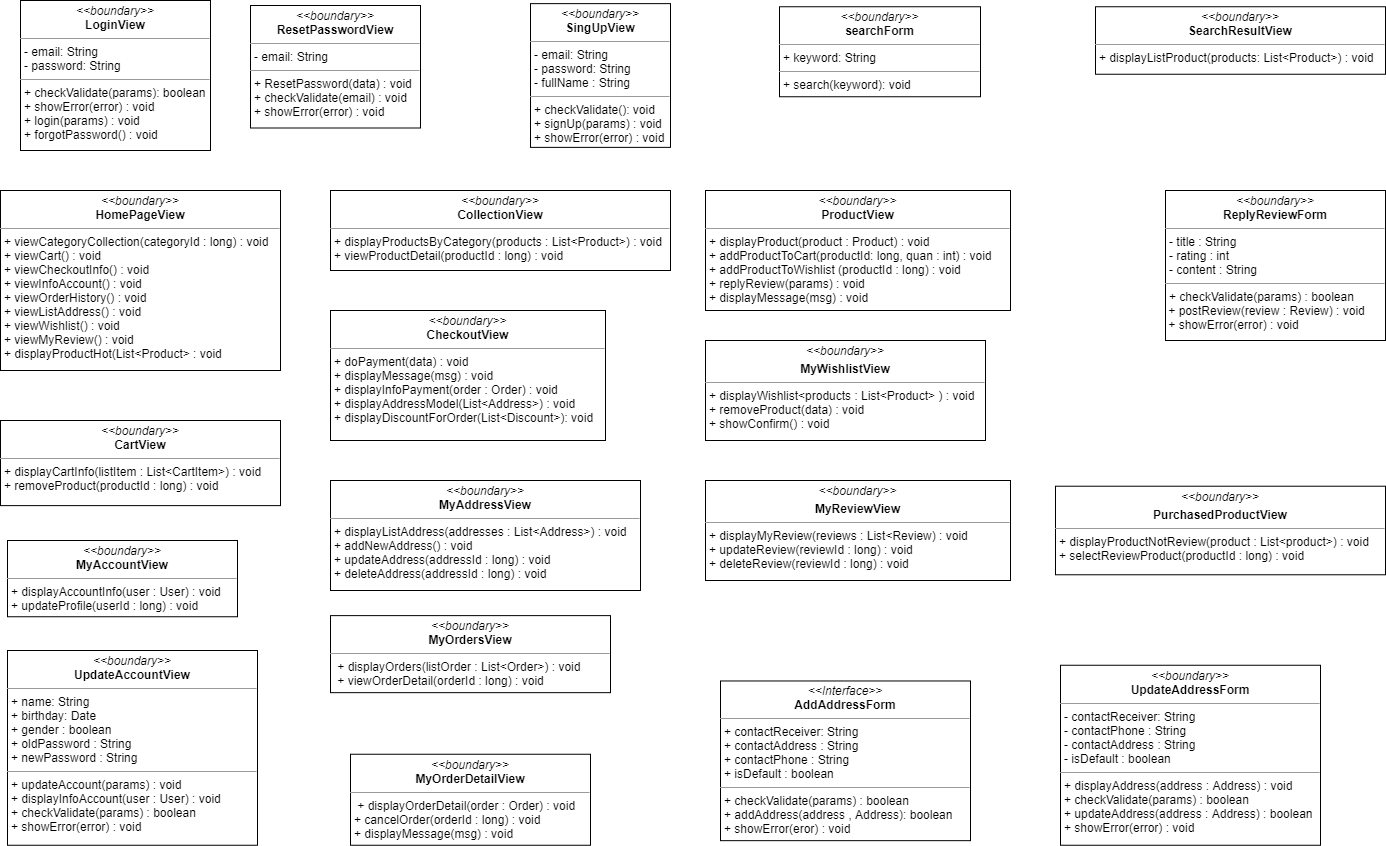 <<boundary>>
LoginView
- email: String
- password: String
+ checkValidate(params): boolean
+ showError(error) : void
+ login(params) : void
+ forgotPassword() : void
<<boundary>>
ResetPasswordView
- email: String
+ ResetPassword(data) : void
+ checkValidate(email) : void
+ showError(error) : void
<<boundary>>
SingUpView
- email: String
- password: String
- fullName : String
+ checkValidate(): void
+ signUp(params) : void
+ showError(error) : void
<<boundary>>
searchForm
+ keyword: String
+ search(keyword): void
<<boundary>>
SearchResultView
+ displayListProduct(products: List<Product>) : void
<<boundary>>
HomePageView
+ viewCategoryCollection(categoryId : long) : void
+ viewCart() : void
+ viewCheckoutInfo() : void
+ viewInfoAccount() : void
+ viewOrderHistory() : void
+ viewListAddress() : void
+ viewWishlist() : void
+ viewMyReview() : void
+ displayProductHot(List<Product> : void
<<boundary>>
CollectionView
+ displayProductsByCategory(products : List<Product>) : void
+ viewProductDetail(productId : long) : void
<<boundary>>
ProductView
+ displayProduct(product : Product) : void
+ addProductToCart(productId: long, quan : int) : void
+ addProductToWishlist (productId : long) : void
+ replyReview(params) : void
+ displayMessage(msg) : void
<<boundary>>
ReplyReviewForm
- title : String
- rating : int
- content : String
+ checkValidate(params) : boolean
+ postReview(review : Review) : void
+ showError(error) : void
<<boundary>>
CheckoutView
+ doPayment(data) : void
+ displayMessage(msg) : void
+ displayInfoPayment(order : Order) : void
+ displayAddressModel(List<Address>) : void
+ displayDiscountForOrder(List<Discount>): void
<<boundary>>
MyWishlistView
+ displayWishlist<products : List<Product> ) : void
+ removeProduct(data) : void
+ showConfirm() : void
<<boundary>>
CartView
+ displayCartInfo(listItem : List<CartItem>) : void
+ removeProduct(productId : long) : void
<<boundary>>
MyAddressView
+ displayListAddress(addresses : List<Address>) : void
+ addNewAddress() : void
+ updateAddress(addressId : long) : void
+ deleteAddress(addressId : long) : void
<<boundary>>
MyReviewView
+ displayMyReview(reviews : List<Review) : void
+ updateReview(reviewId : long) : void
+ deleteReview(reviewId : long) : void
<<boundary>>
PurchasedProductView
+ displayProductNotReview(product : List<product>) : void
+ selectReviewProduct(productId : long) : void
<<boundary>>
MyAccountView
+ displayAccountInfo(user : User) : void
+ updateProfile(userId : long) : void
<<boundary>>
MyOrdersView
+ displayOrders(listOrder : List<Order>) : void
+ viewOrderDetail(orderId : long) : void
<<boundary>>
UpdateAccountView
+ name: String
+ birthday: Date
+ gender : boolean
+ oldPassword : String
+ newPassword : String
+ updateAccount(params) : void
+ displayInfoAccount(user : User) : void
+ checkValidate(params) : boolean
+ showError(error) : void
<<boundary>>
MyOrderDetailView
+ displayOrderDetail(order : Order) : void
+ cancelOrder(orderId : long) : void
+ displayMessage(msg) : void
<<Interface>>
AddAddressForm
+ contactReceiver: String
+ contactAddress : String
+ contactPhone : String
+ isDefault : boolean
+ checkValidate(params) : boolean
+ addAddress(address , Address): boolean
+ showError(eror) : void
<<boundary>>
UpdateAddressForm
- contactReceiver: String
- contactPhone : String
- contactAddress : String
- isDefault : boolean
+ displayAddress(address : Address) : void
+ checkValidate(params) : boolean
+ updateAddress(address : Address) : boolean
+ showError(error) : void